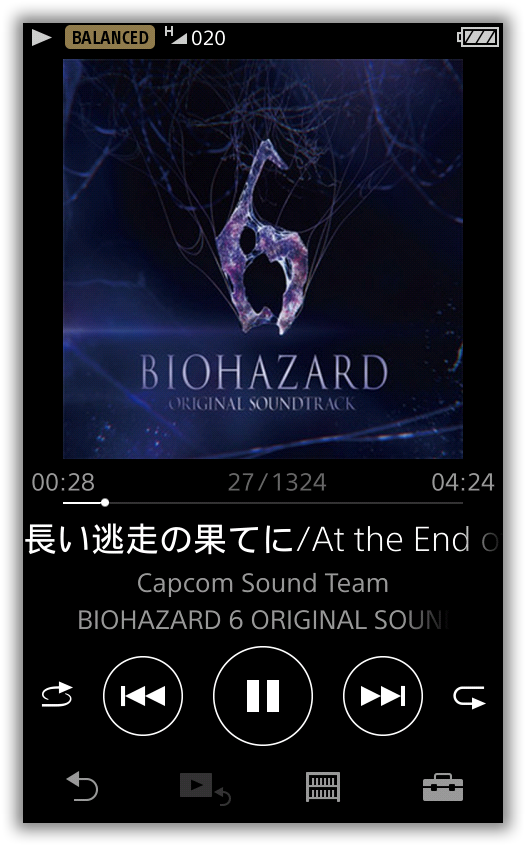 BALANCED H 020
6
BIOHAZARD
ORIGINAL SOUNDTRACK
00:28 27/1324 04:24
長い逃走の果てに/At the End o
Capcom Sound Team
BIOHAZARD 6 ORIGINAL SOUN